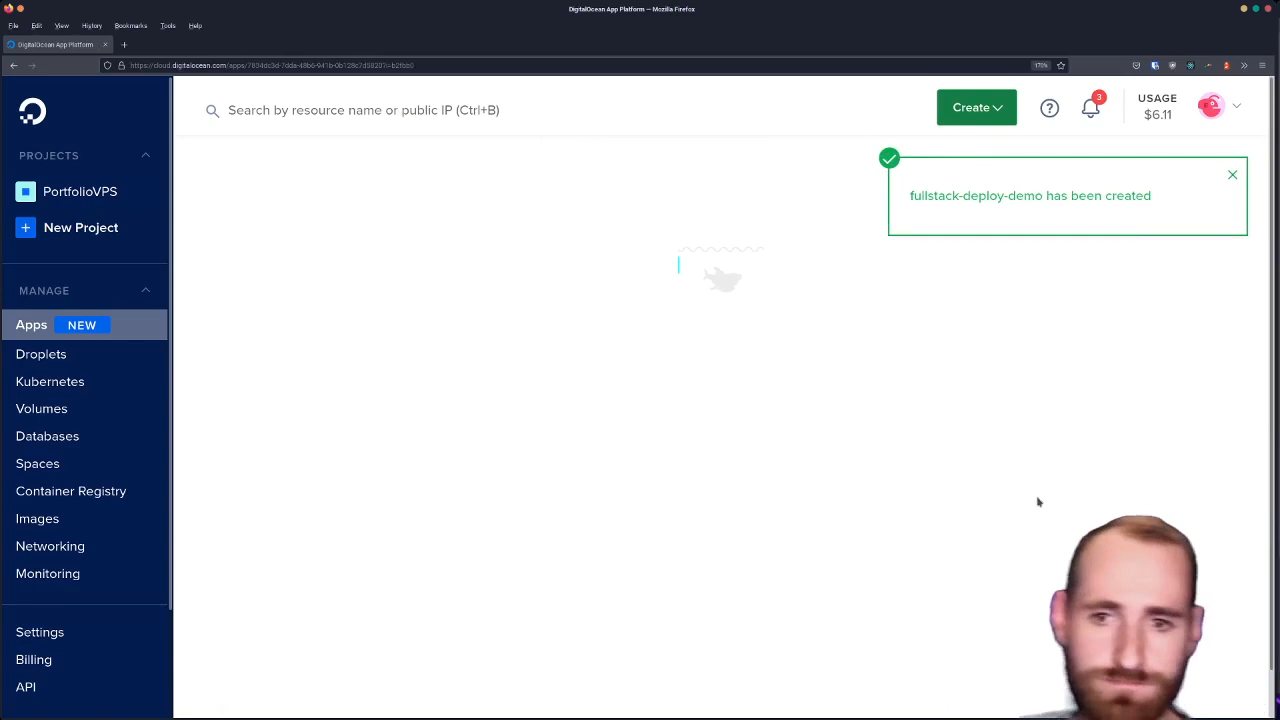 DigitalOcean App Platform — Mozilla Firefox
File Edit View History Bookmarks Tools Help
DigitalOcean App Platform
170%
Search by resource name or public IP (Ctrl+B)
Create
3
USAGE
$6.11
PROJECTS
PortfolioVPS
New Project
fullstack-deploy-demo has been created
MANAGE
Apps NEW
Droplets
Kubernetes
Volumes
Databases
Spaces
Container Registry
Images
Networking
Monitoring
Settings
Billing
API